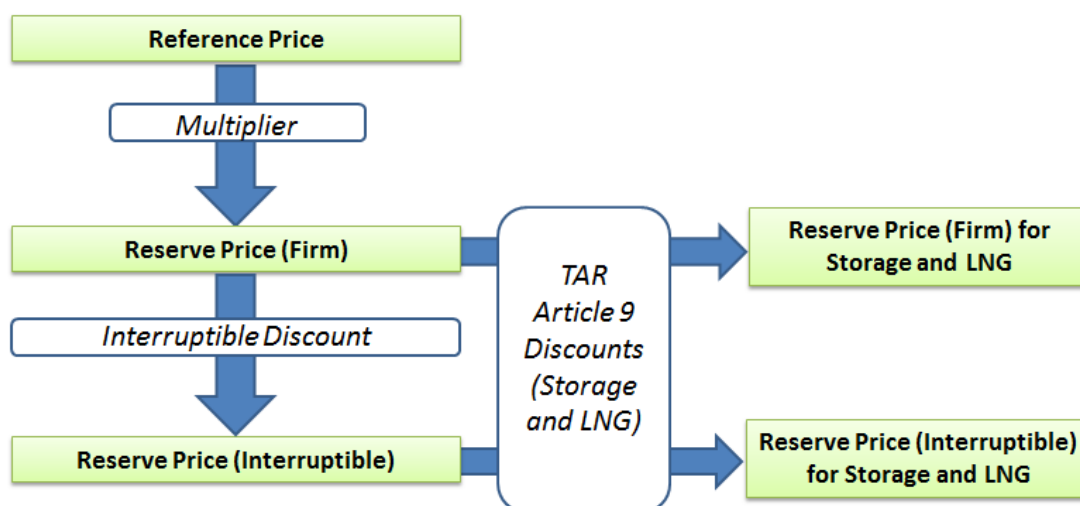 Reference Price
Multiplier
Reserve Price (Firm)
Interruptible Discount
Reserve Price (Interruptible)
TAR
Article 9
Discounts
(Storage
and LNG)
Reserve Price (Firm) for
Storage and LNG
Reserve Price (Interruptible)
for Storage and LNG